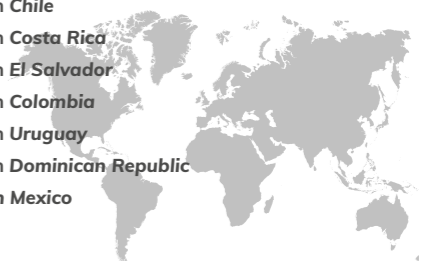 n Chile
n Costa Rica
n El Salvador
n Colombia
n Uruguay
n Dominican Republic
n Mexico